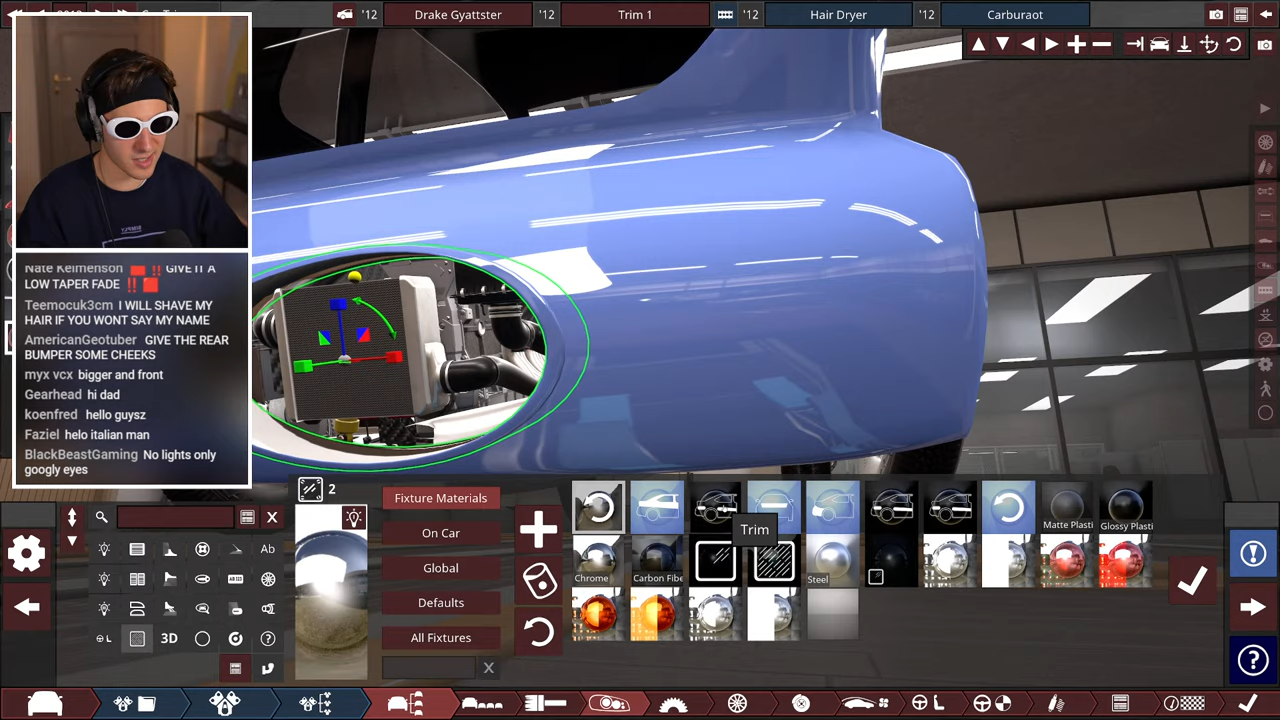 '12 Drake Gyattster '12 Trim 1 '12 Hair Dryer '12 Carburaot
Nate Kelmenson 🟥 ‼️ GIVE IT A
LOW TAPER FADE ‼️ 🟥
Teemocuk3cm I WILL SHAVE MY
HAIR IF YOU WONT SAY MY NAME
AmericanGeotuber GIVE THE REAR
BUMPER SOME CHEEKS
myx vcx bigger and front
Gearhead hi dad
koenfred hello guysz
Faziel helo italian man
BlackBeastGaming No lights only
googly eyes
2
Fixture Materials
On Car
Global
Defaults
All Fixtures
X
X
Ab
3D
L
Trim
Matte Plasti
Glossy Plasti
Chrome
Carbon Fibe
Steel